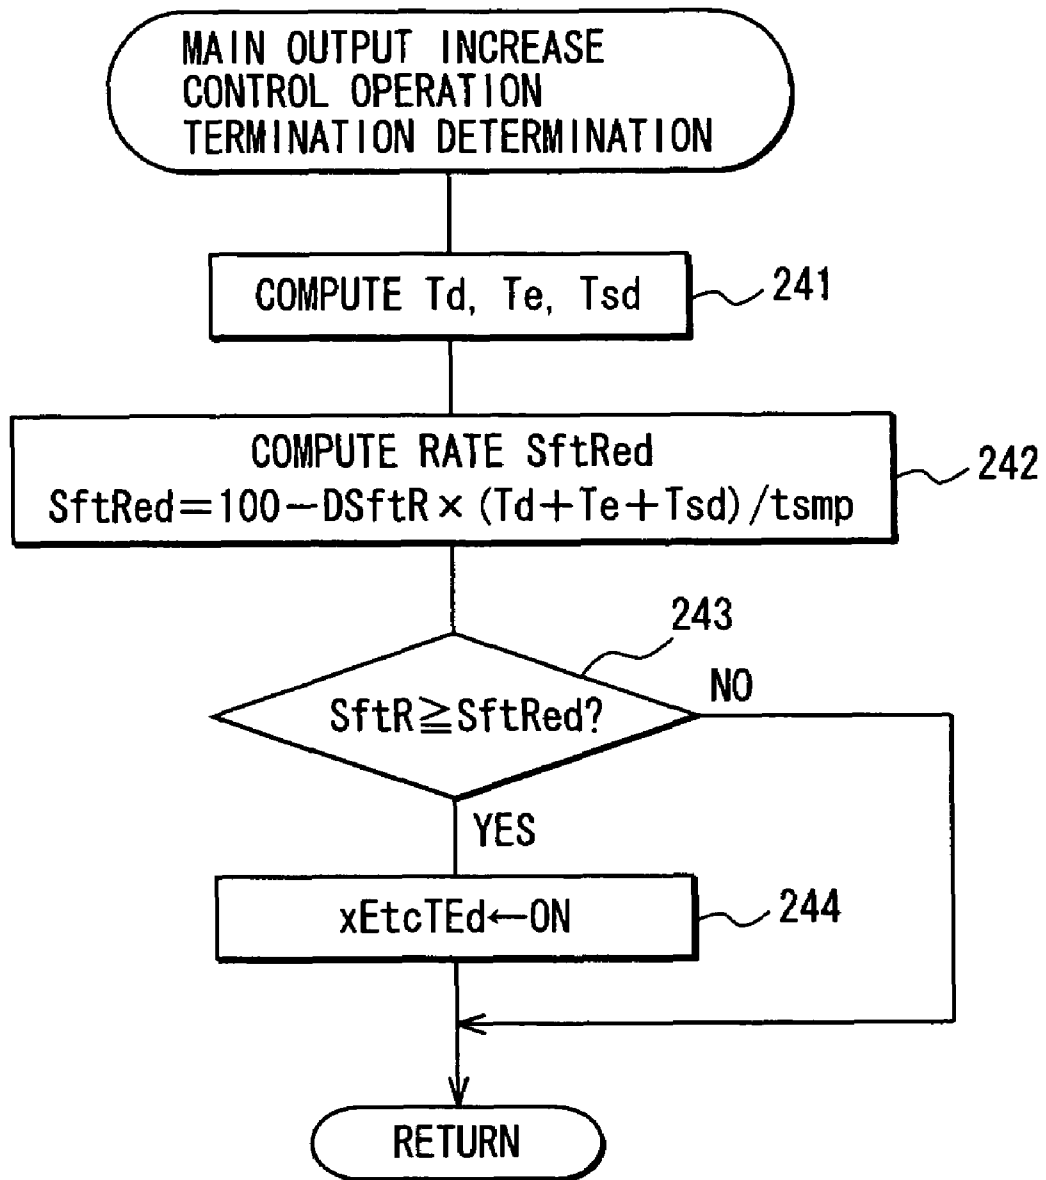 MAIN OUTPUT INCREASE
CONTROL OPERATION
TERMINATION DETERMINATION
COMPUTE Td, Te, Tsd
241
COMPUTE RATE SftRed
SftRed=100−DSftR×(Td+Te+Tsd)/tsmp
242
243
SftR≧SftRed?
NO
YES
xEtcTEd←ON
244
RETURN